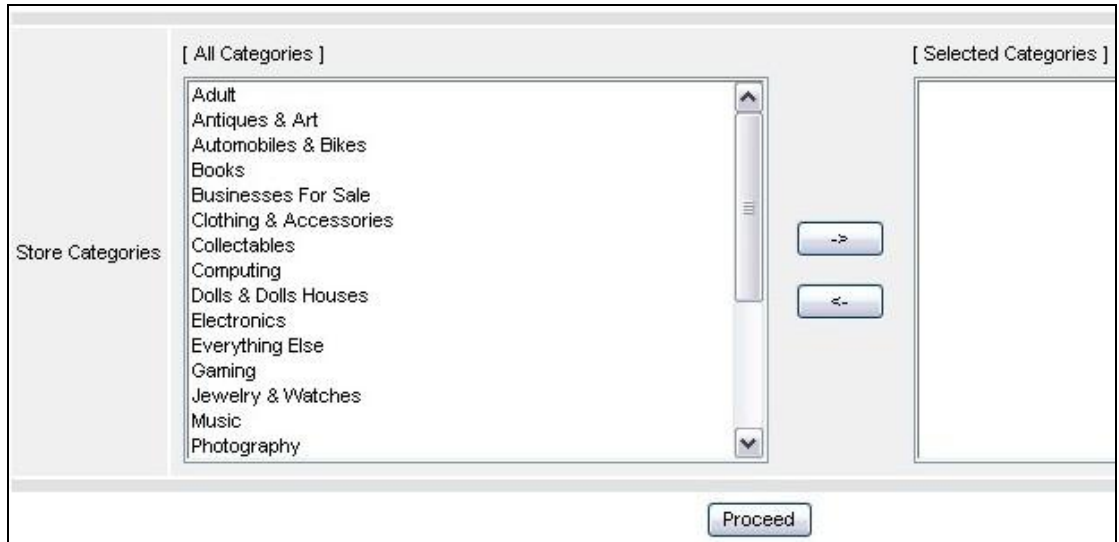 [ All Categories ]
[ Selected Categories ]
Adult
Antiques & Art
Automobiles & Bikes
Books
Businesses For Sale
Clothing & Accessories
Collectables
Computing
Dolls & Dolls Houses
Electronics
Everything Else
Gaming
Jewelry & Watches
Music
Photography
Store Categories
->
<-
Proceed